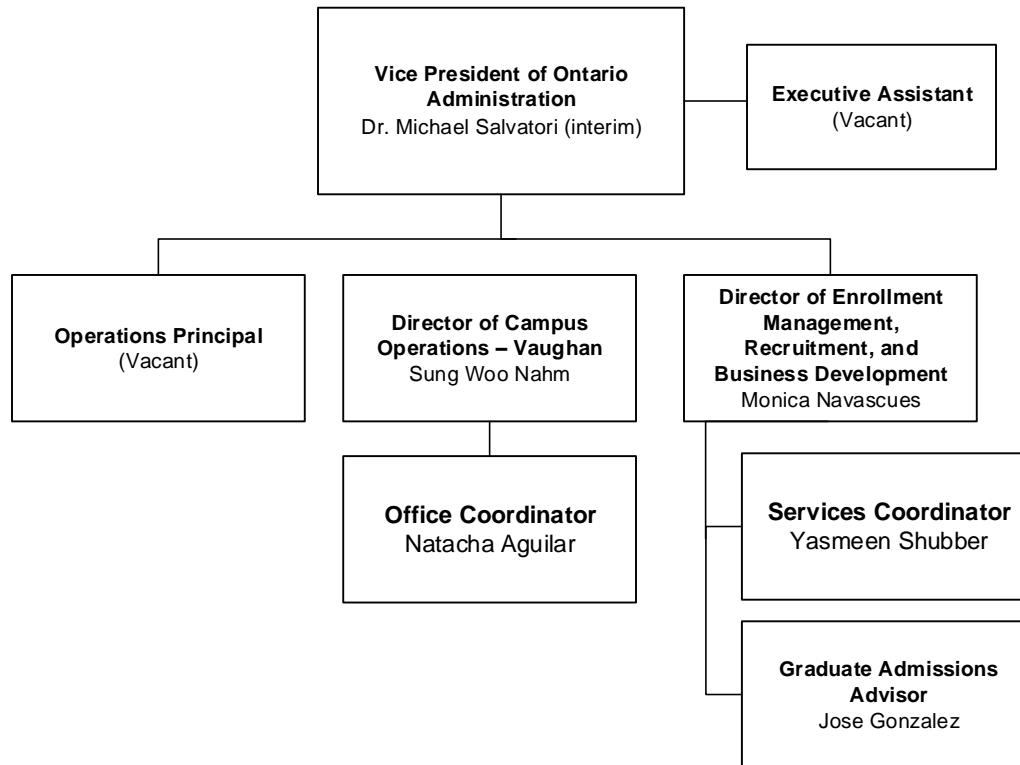 Vice President of Ontario
Administration
Dr. Michael Salvatori (interim)
Executive Assistant
(Vacant)
Operations Principal
(Vacant)
Director of Campus
Operations – Vaughan
Sung Woo Nahm
Director of Enrollment
Management,
Recruitment, and
Business Development
Monica Navascues
Office Coordinator
Natacha Aguilar
Services Coordinator
Yasmeen Shubber
Graduate Admissions
Advisor
Jose Gonzalez